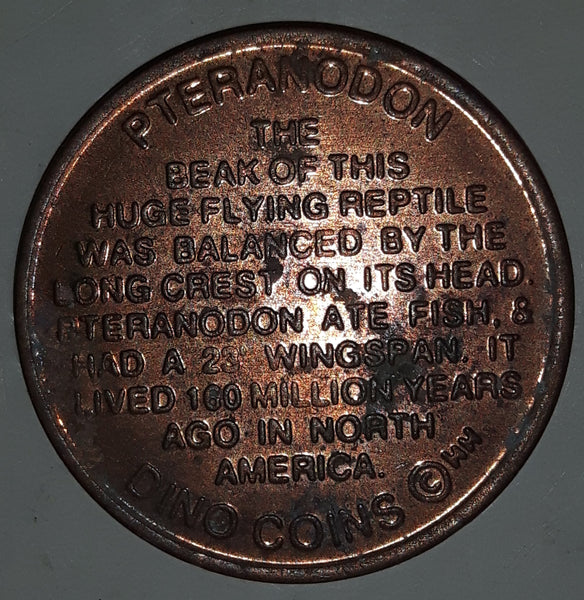 PTERANODON
THE
BEAK OF THIS
HUGE FLYING REPTILE
WAS BALANCED BY THE
LONG CREST ON ITS HEAD.
PTERANODON ATE FISH, &
HAD A 23' WINGSPAN. IT
LIVED 160 MILLION YEARS
AGO IN NORTH
AMERICA.
DINO COINS © MM